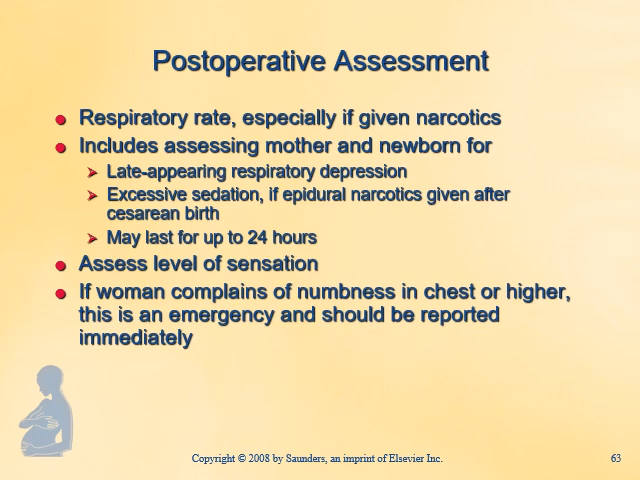 Postoperative Assessment
Respiratory rate, especially if given narcotics
Includes assessing mother and newborn for
Late-appearing respiratory depression
Excessive sedation, if epidural narcotics given after
cesarean birth
May last for up to 24 hours
Assess level of sensation
If woman complains of numbness in chest or higher,
this is an emergency and should be reported
immediately
Copyright © 2008 by Saunders, an imprint of Elsevier Inc.
63